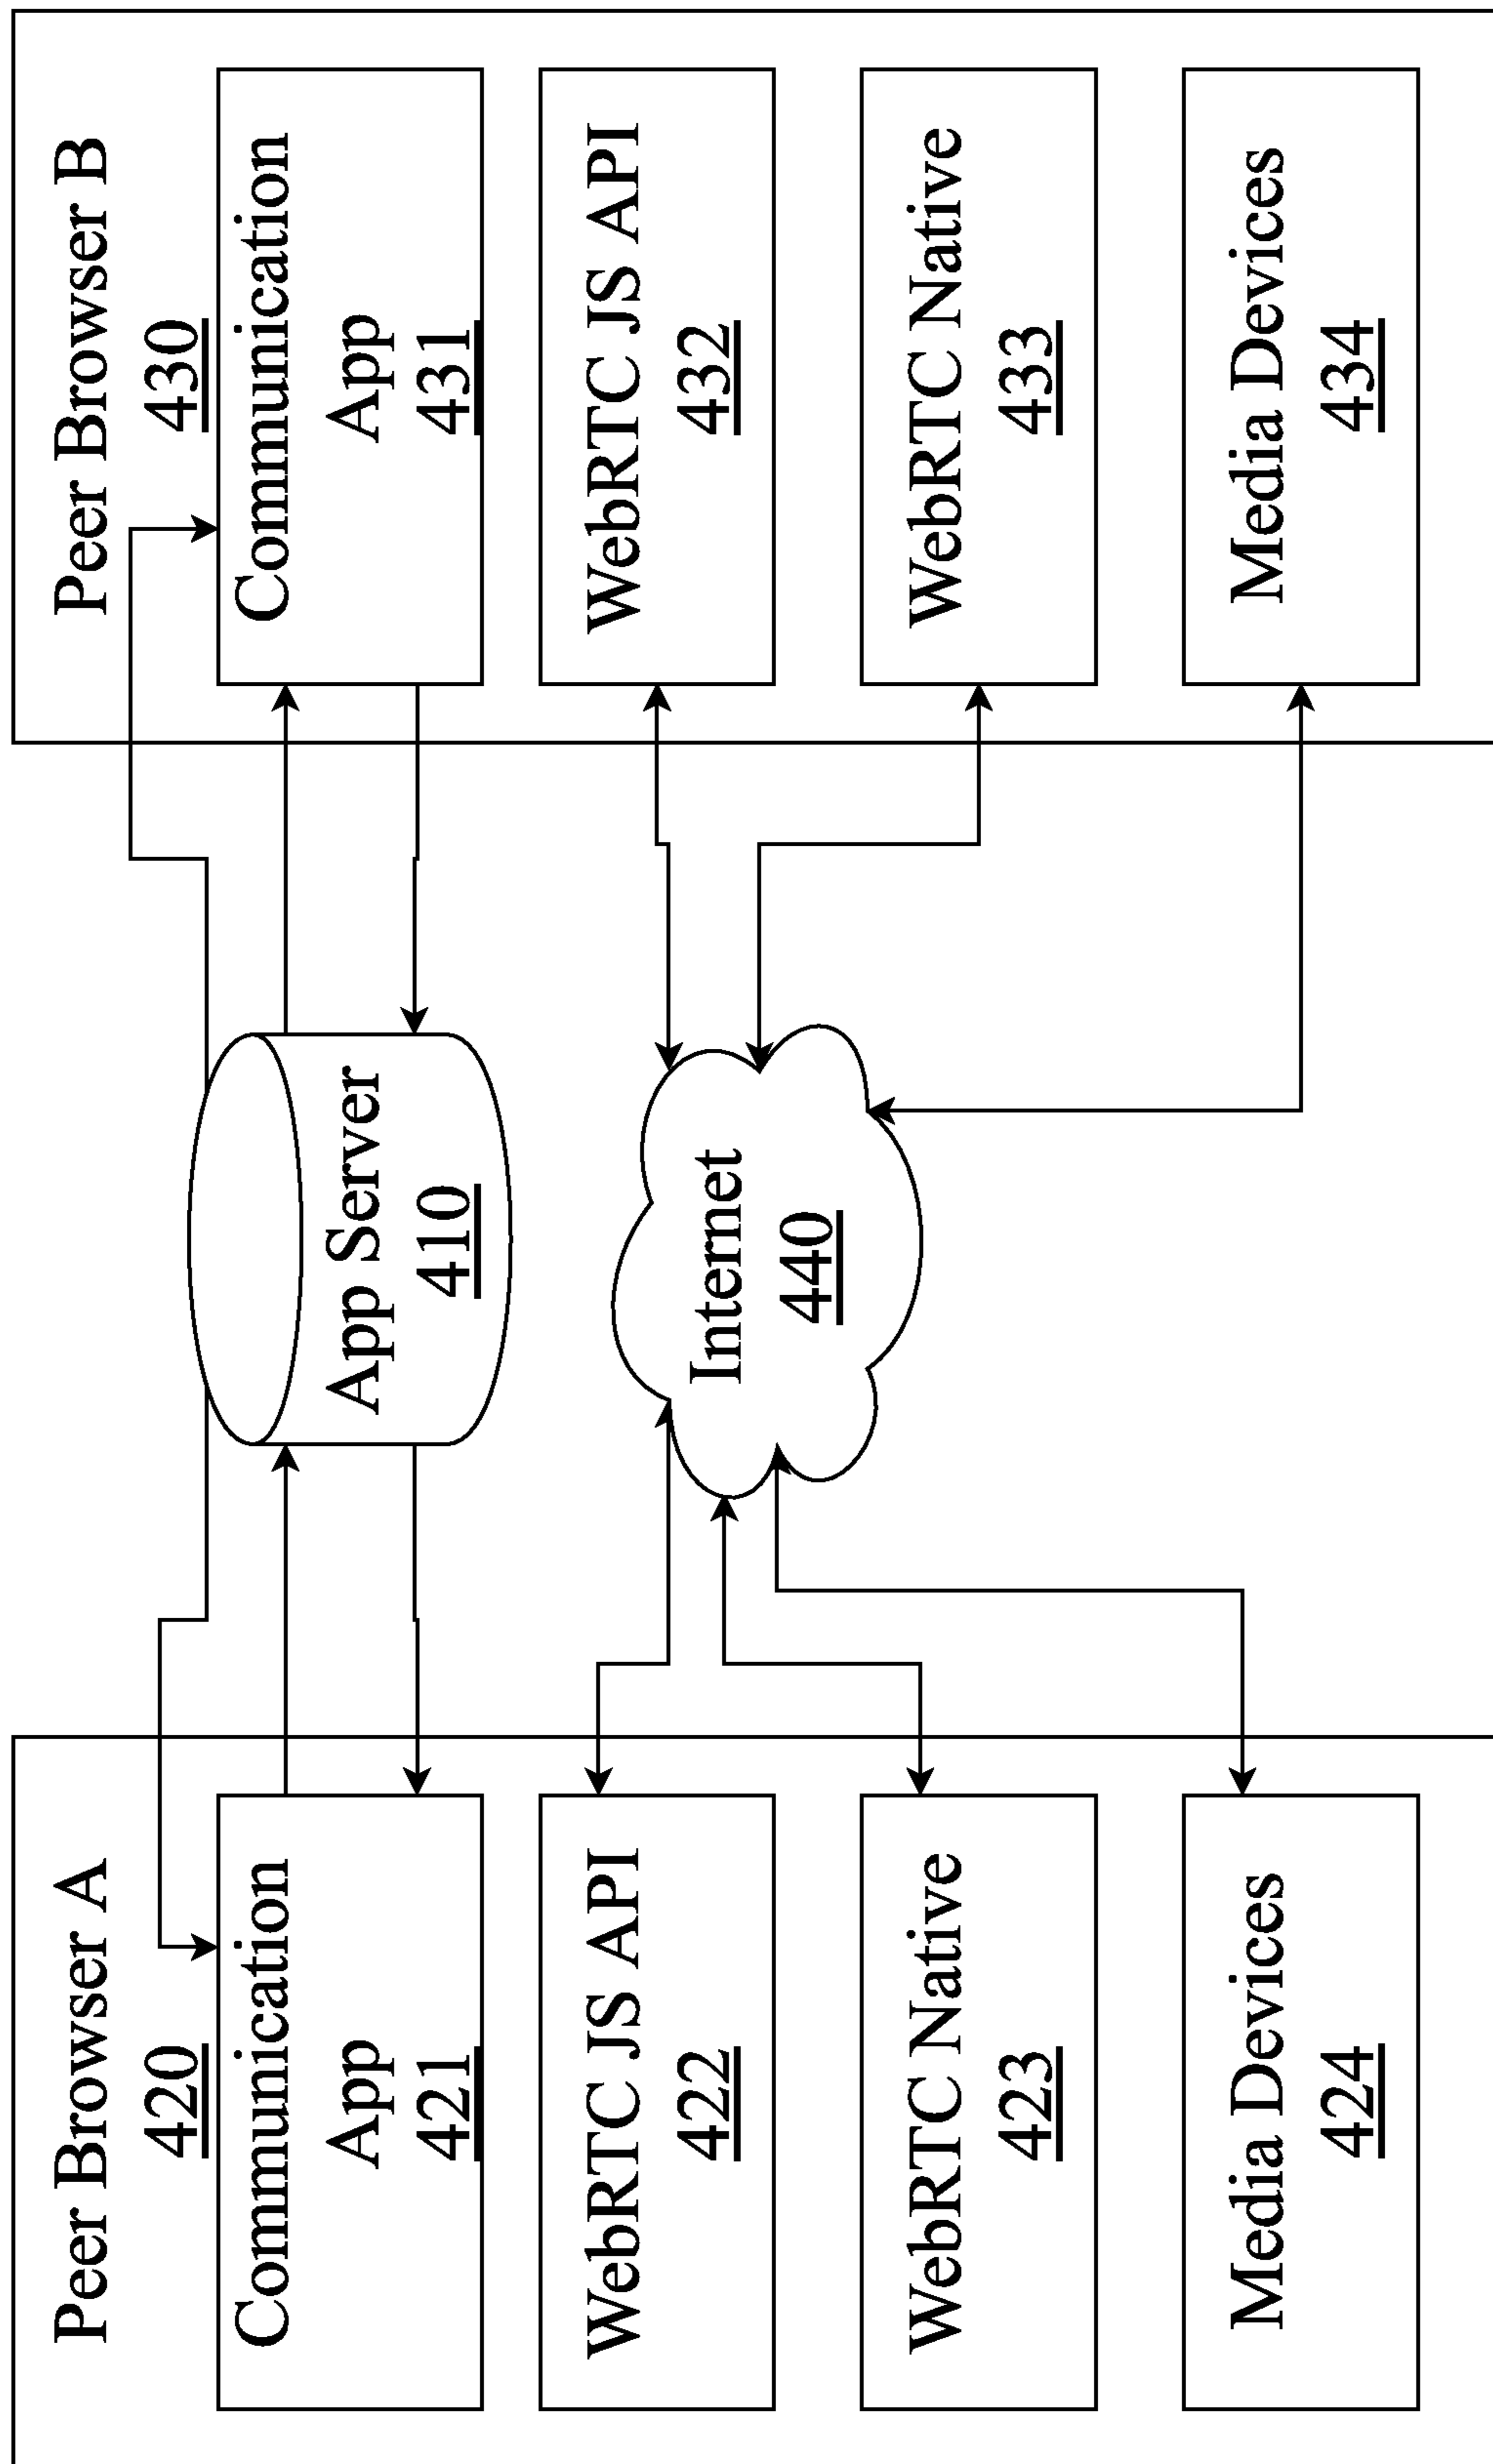 Peer Browser A
420
Communication
App
421
WebRTC JS API
422
WebRTC Native
423
Media Devices
424
App Server
410
Internet
440
Peer Browser B
430
Communication
App
431
WebRTC JS API
432
WebRTC Native
433
Media Devices
434